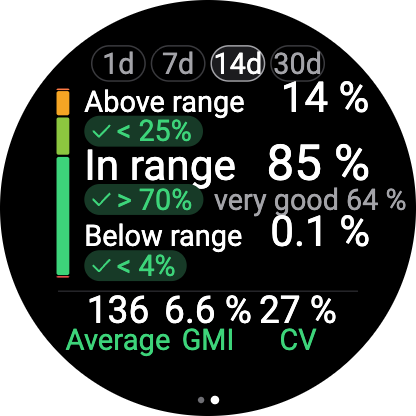 1d 7d 14d 30d
Above range 14 %
✓ < 25%
In range 85 %
✓ > 70% very good 64 %
Below range 0.1 %
✓ < 4%
136 6.6 % 27 %
Average GMI CV